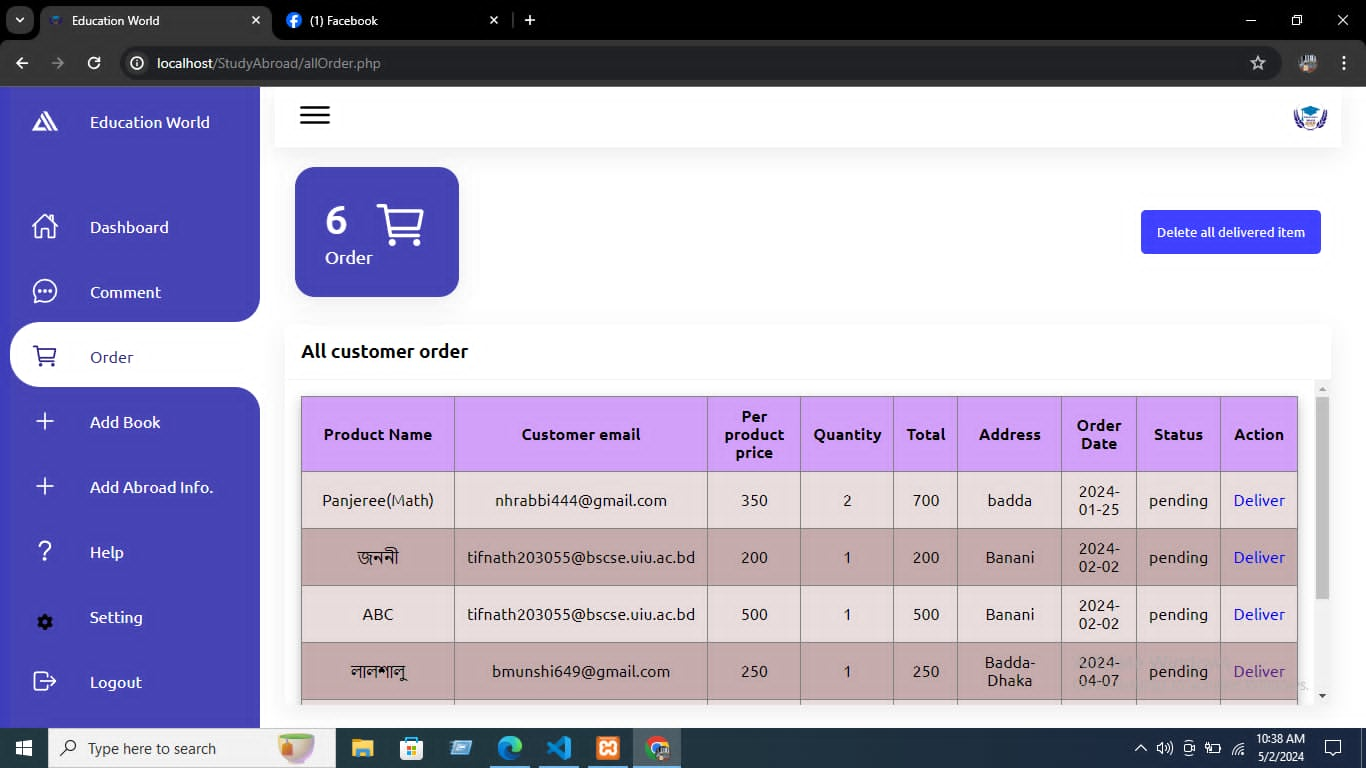 Education World
(1) Facebook
localhost/StudyAbroad/allOrder.php
Education World
Dashboard
Comment
Order
Add Book
Add Abroad Info.
Help
Setting
Logout
6
Order
Delete all delivered item
All customer order
Product Name Customer email Per product price Quantity Total Address Order Date Status Action
Panjeree(Math) nhrabbi444@gmail.com 350 2 700 badda 2024-01-25 pending Deliver
জননী tifnath203055@bscse.uiu.ac.bd 200 1 200 Banani 2024-02-02 pending Deliver
ABC tifnath203055@bscse.uiu.ac.bd 500 1 500 Banani 2024-02-02 pending Deliver
লালশালু bmunshi649@gmail.com 250 1 250 Badda-Dhaka 2024-04-07 pending Deliver
Type here to search
10:38 AM
5/2/2024